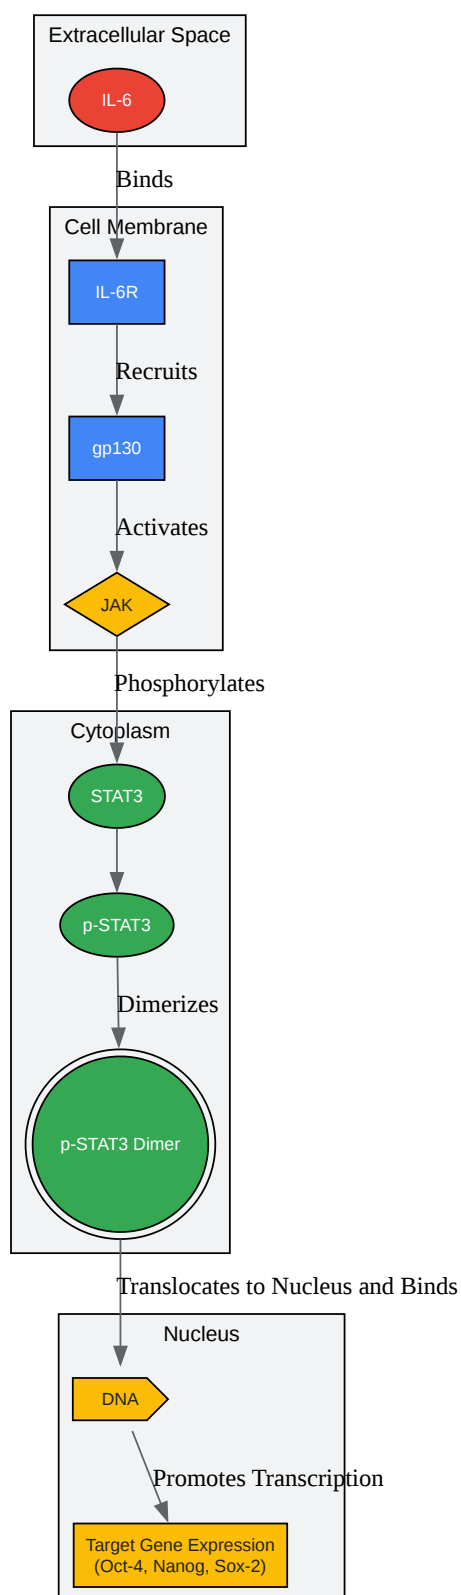 Extracellular Space
IL-6
Binds
Cell Membrane
IL-6R
Recruits
gp130
Activates
JAK
Phosphorylates
Cytoplasm
STAT3
p-STAT3
Dimerizes
p-STAT3 Dimer
Translocates to Nucleus and Binds
Nucleus
DNA
Promotes Transcription
Target Gene Expression
(Oct-4, Nanog, Sox-2)